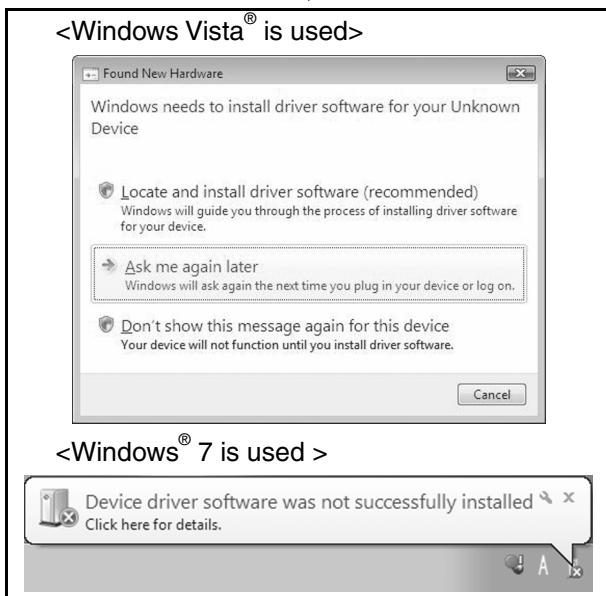 <Windows Vista® is used>
Found New Hardware
Windows needs to install driver software for your Unknown
Device
Locate and install driver software (recommended)
Windows will guide you through the process of installing driver software
for your device.
Ask me again later
Windows will ask again the next time you plug in your device or log on.
Don't show this message again for this device
Your device will not function until you install driver software.
Cancel
<Windows® 7 is used >
Device driver software was not successfully installed
Click here for details.
A